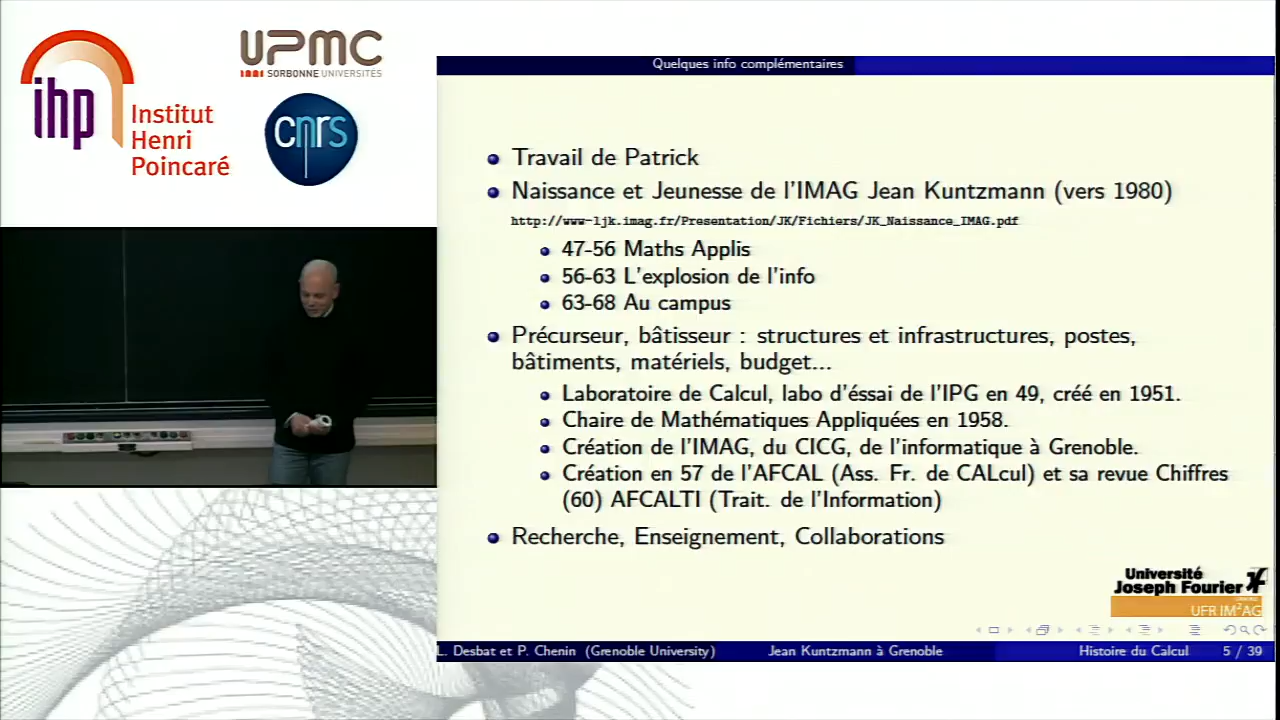 ihp
Institut
Henri
Poincaré
UPMC
SORBONNE UNIVERSITÉS
cnrs
Quelques info complémentaires
Travail de Patrick
Naissance et Jeunesse de l'IMAG Jean Kuntzmann (vers 1980)
http://www-ljk.imag.fr/Presentation/JK/Fichiers/JK_Naissance_IMAG.pdf
47-56 Maths Applis
56-63 L'explosion de l'info
63-68 Au campus
Précurseur, bâtisseur : structures et infrastructures, postes,
bâtiments, matériels, budget...
Laboratoire de Calcul, labo d'éssai de l'IPG en 49, créé en 1951.
Chaire de Mathématiques Appliquées en 1958.
Création de l'IMAG, du CICG, de l'informatique à Grenoble.
Création en 57 de l'AFCAL (Ass. Fr. de CALcul) et sa revue Chiffres
(60) AFCALTI (Trait. de l'Information)
Recherche, Enseignement, Collaborations
Université
Joseph Fourier
UFR IM²AG
L. Desbat et P. Chenin (Grenoble University) Jean Kuntzmann à Grenoble Histoire du Calcul 5 / 39